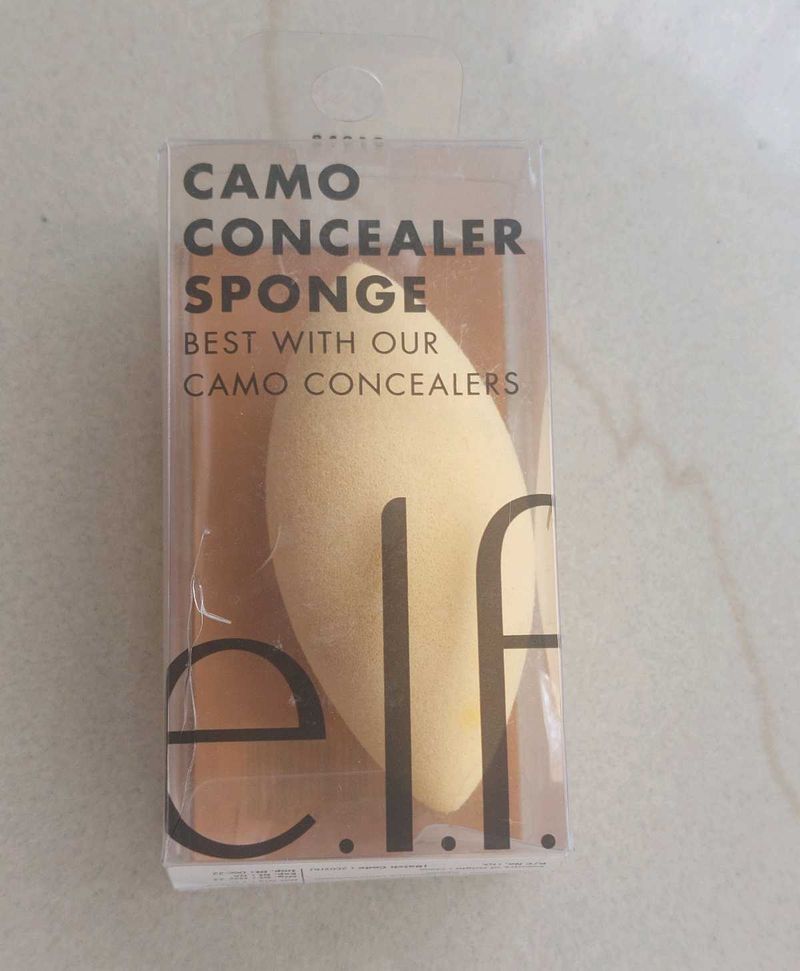 CAMO
CONCEALER
SPONGE
BEST WITH OUR
CAMO CONCEALERS
e.l.f.